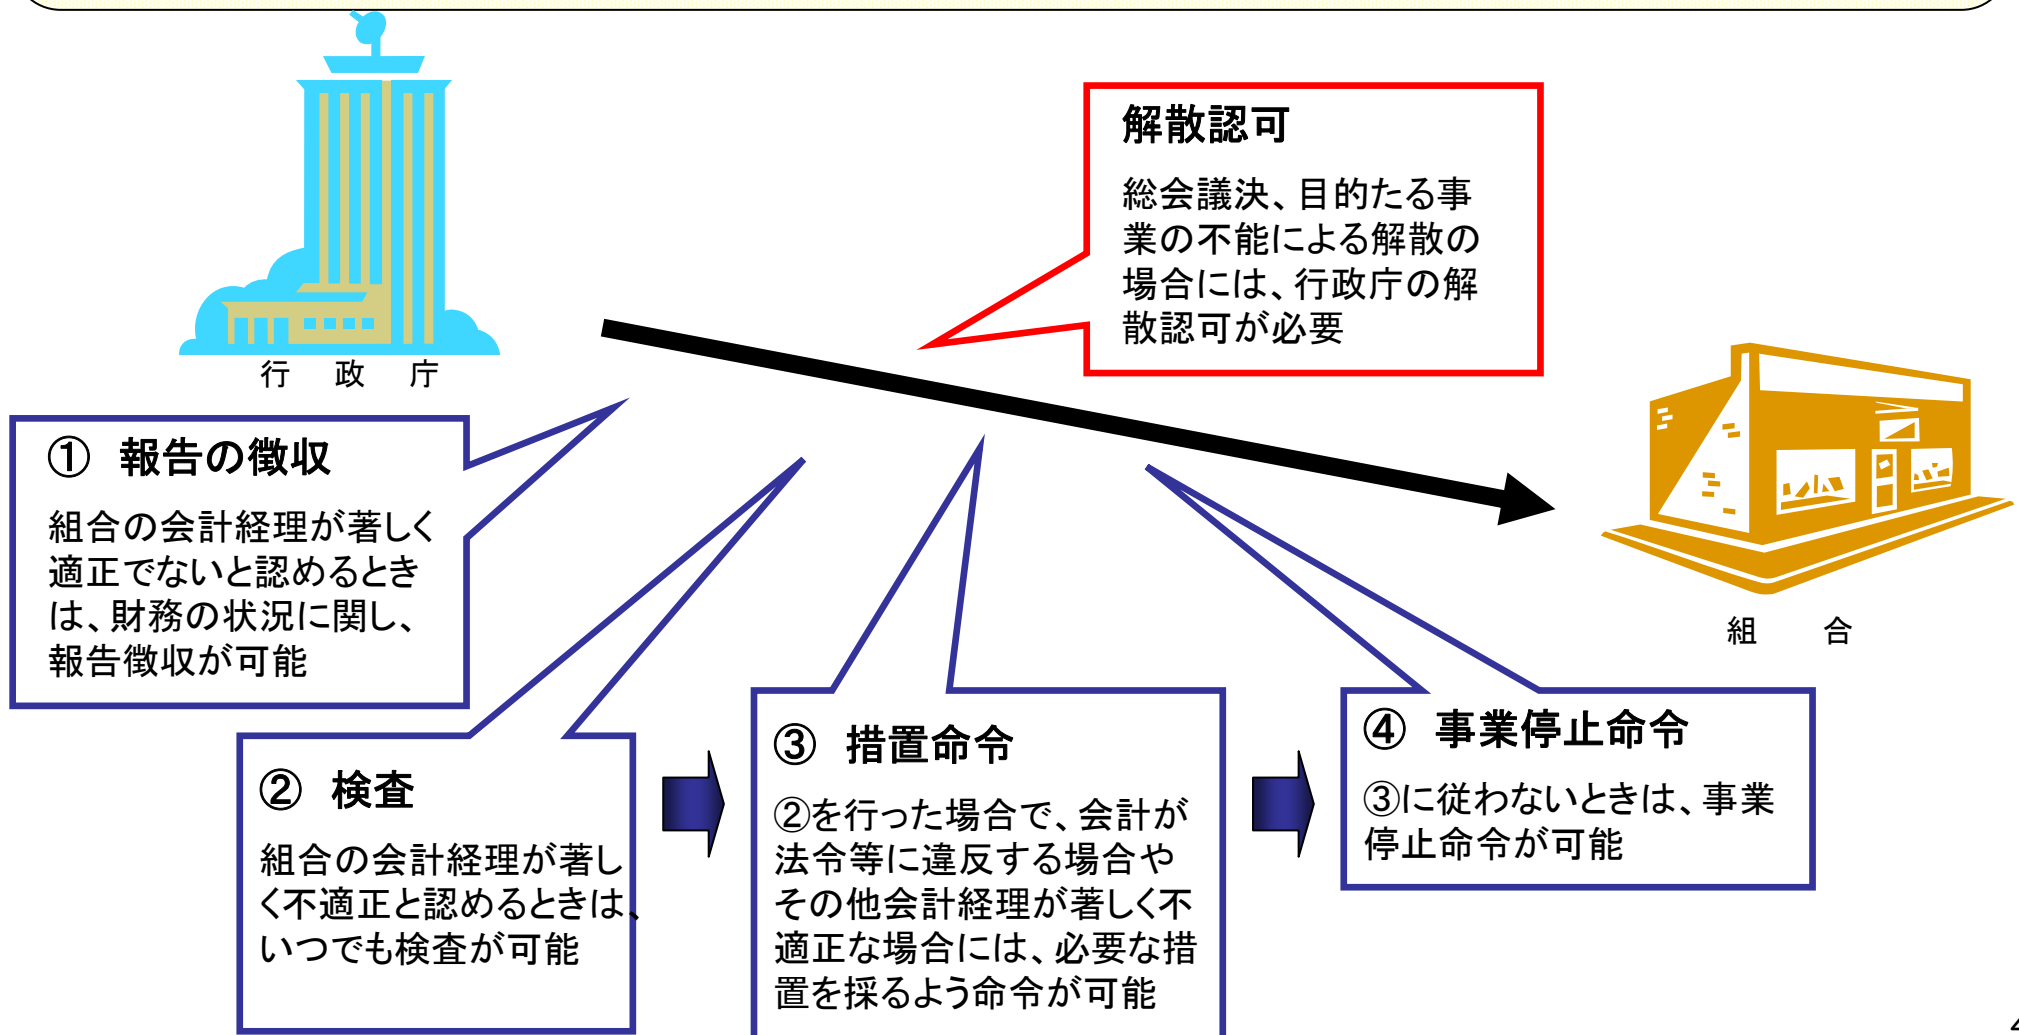 解散認可
総会議決、目的たる事
業の不能による解散の
場合には、行政庁の解
散認可が必要
行 政 庁
① 報告の徴収
組合の会計経理が著しく
適正でないと認めるとき
は、財務の状況に関し、
報告徴収が可能
組 合
② 検査
組合の会計経理が著し
く不適正と認めるときは、
いつでも検査が可能
③ 措置命令
②を行った場合で、会計が
法令等に違反する場合や
その他会計経理が著しく不
適正な場合には、必要な措
置を採るよう命令が可能
④ 事業停止命令
③に従わないときは、事業
停止命令が可能